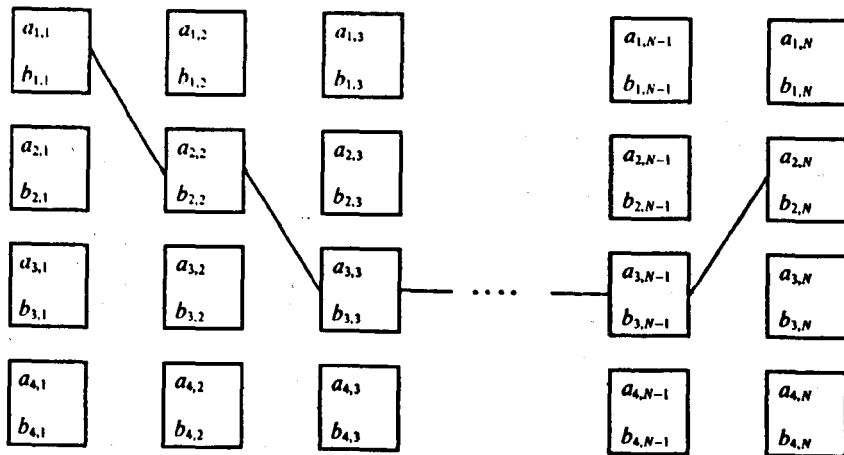 a1,1 a1,2 a1,3 a1,N−1 a1,N
b1,1 b1,2 b1,3 b1,N−1 b1,N
a2,1 a2,2 a2,3 a2,N−1 a2,N
b2,1 b2,2 b2,3 b2,N−1 b2,N
a3,1 a3,2 a3,3 a3,N−1 a3,N
b3,1 b3,2 b3,3 .... b3,N−1 b3,N
a4,1 a4,2 a4,3 a4,N−1 a4,N
b4,1 b4,2 b4,3 b4,N−1 b4,N